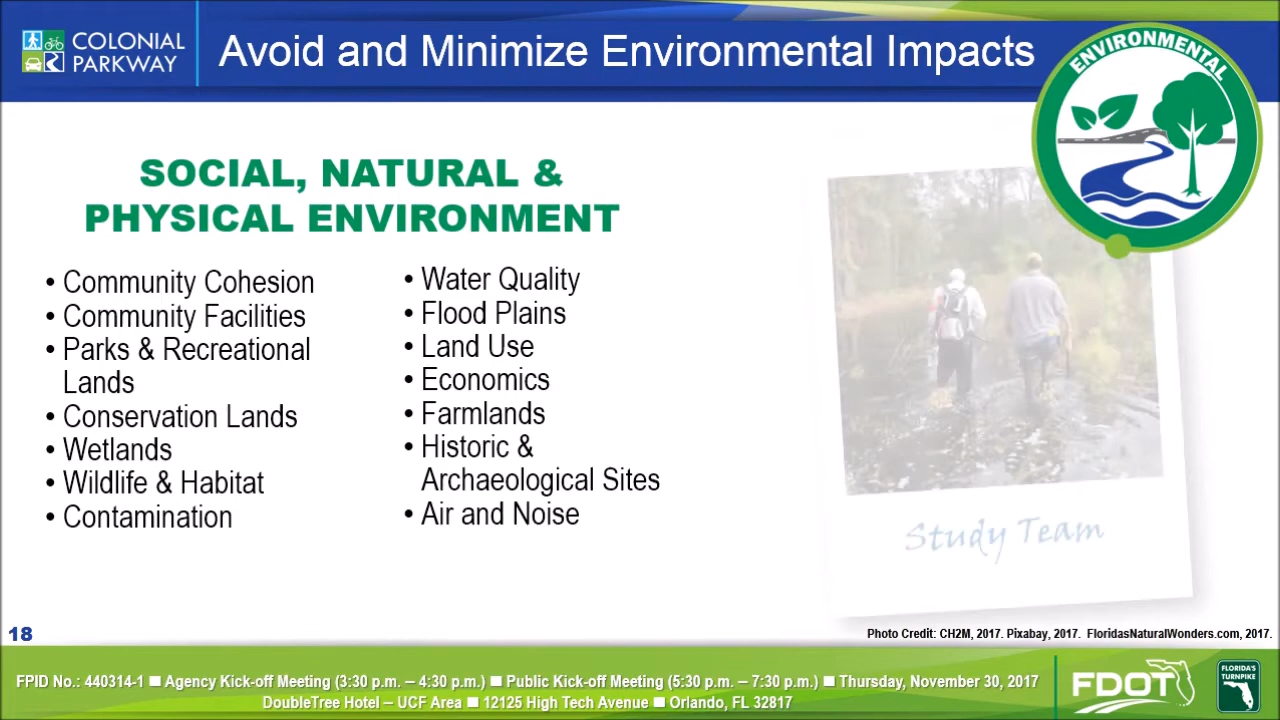 COLONIAL
PARKWAY
Avoid and Minimize Environmental Impacts
ENVIRONMENTAL
SOCIAL, NATURAL &
PHYSICAL ENVIRONMENT
• Community Cohesion
• Community Facilities
• Parks & Recreational
Lands
• Conservation Lands
• Wetlands
• Wildlife & Habitat
• Contamination
• Water Quality
• Flood Plains
• Land Use
• Economics
• Farmlands
• Historic &
Archaeological Sites
• Air and Noise
Study Team
18
Photo Credit: CH2M, 2017. Pixabay, 2017. FloridasNaturalWonders.com, 2017.
FPID No.: 440314-1 ■ Agency Kick-off Meeting (3:30 p.m. – 4:30 p.m.) ■ Public Kick-off Meeting (5:30 p.m. – 7:30 p.m.) ■ Thursday, November 30, 2017
DoubleTree Hotel – UCF Area ■ 12125 High Tech Avenue ■ Orlando, FL 32817
FDOT
FLORIDA'S
TURNPIKE